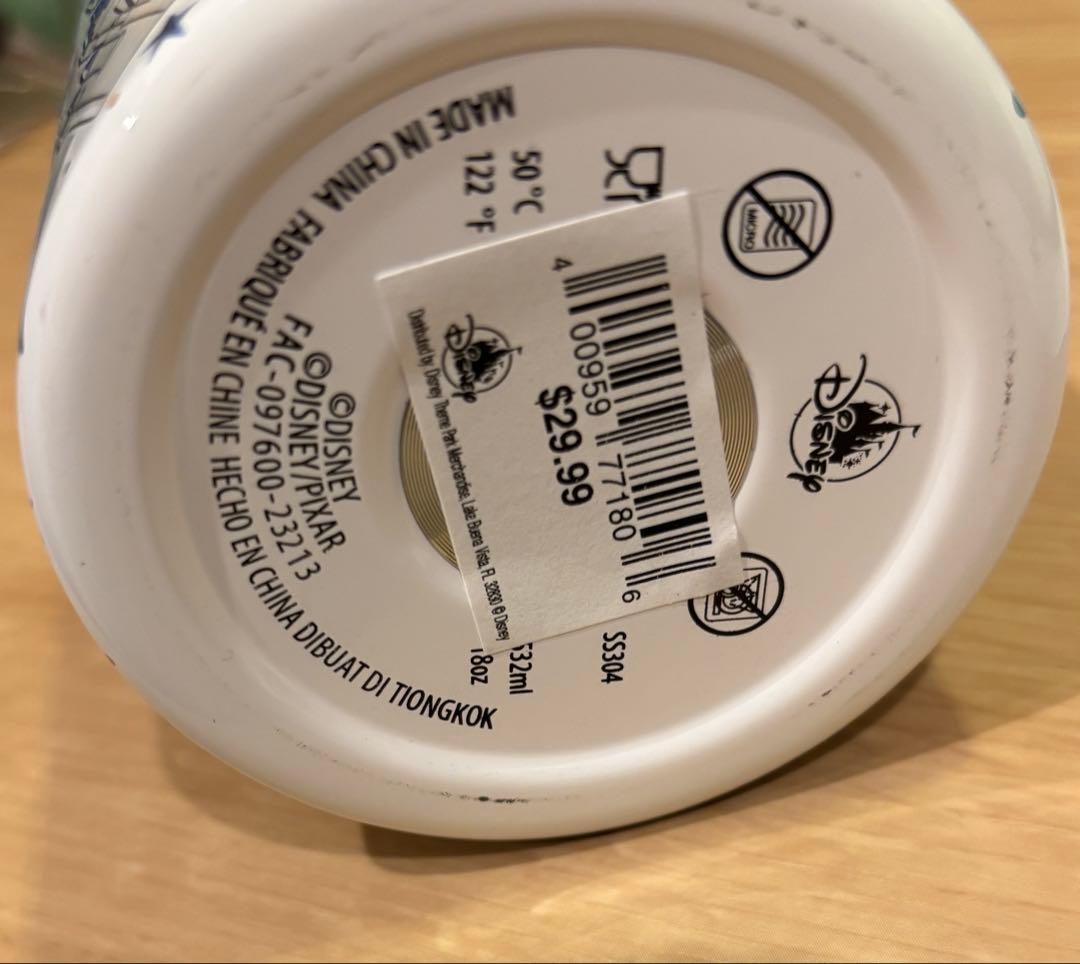 MADE IN CHINA FABRIQUÉ EN CHINE HECHO EN CHINA DIBUAT DI TIONGKOK
50 °C
122 °F
MICRO
Disney
SS304
532ml
18oz
©DISNEY
©DISNEY/PIXAR
FAC-097600-23213
4 00959 77180 6
$29.99
Disney
Distributed by Disney Theme Park Merchandise, Lake Buena Vista, FL 32830 © Disney